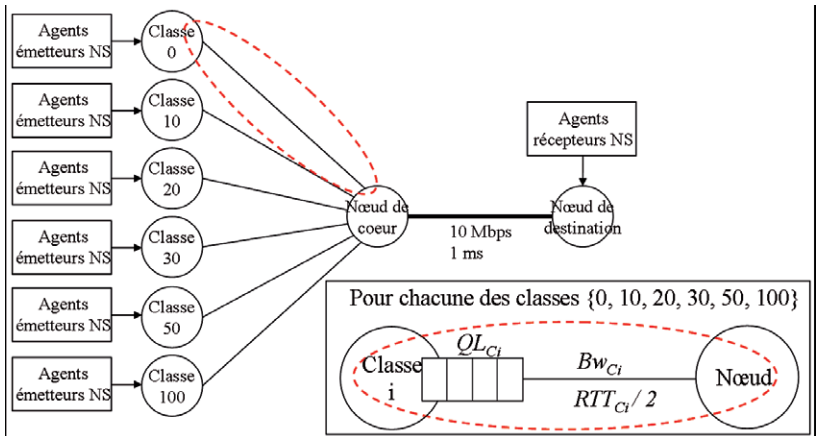 Agents
émetteurs NS
Classe
0
Agents
émetteurs NS
Classe
10
Agents
émetteurs NS
Classe
20
Agents
émetteurs NS
Classe
30
Agents
émetteurs NS
Classe
50
Agents
émetteurs NS
Classe
100
Nœud de
coeur
10 Mbps
1 ms
Agents
récepteurs NS
Nœud de
destination
Pour chacune des classes {0, 10, 20, 30, 50, 100}
Classe
i
QL_Ci
Bw_Ci
RTT_Ci / 2
Nœud